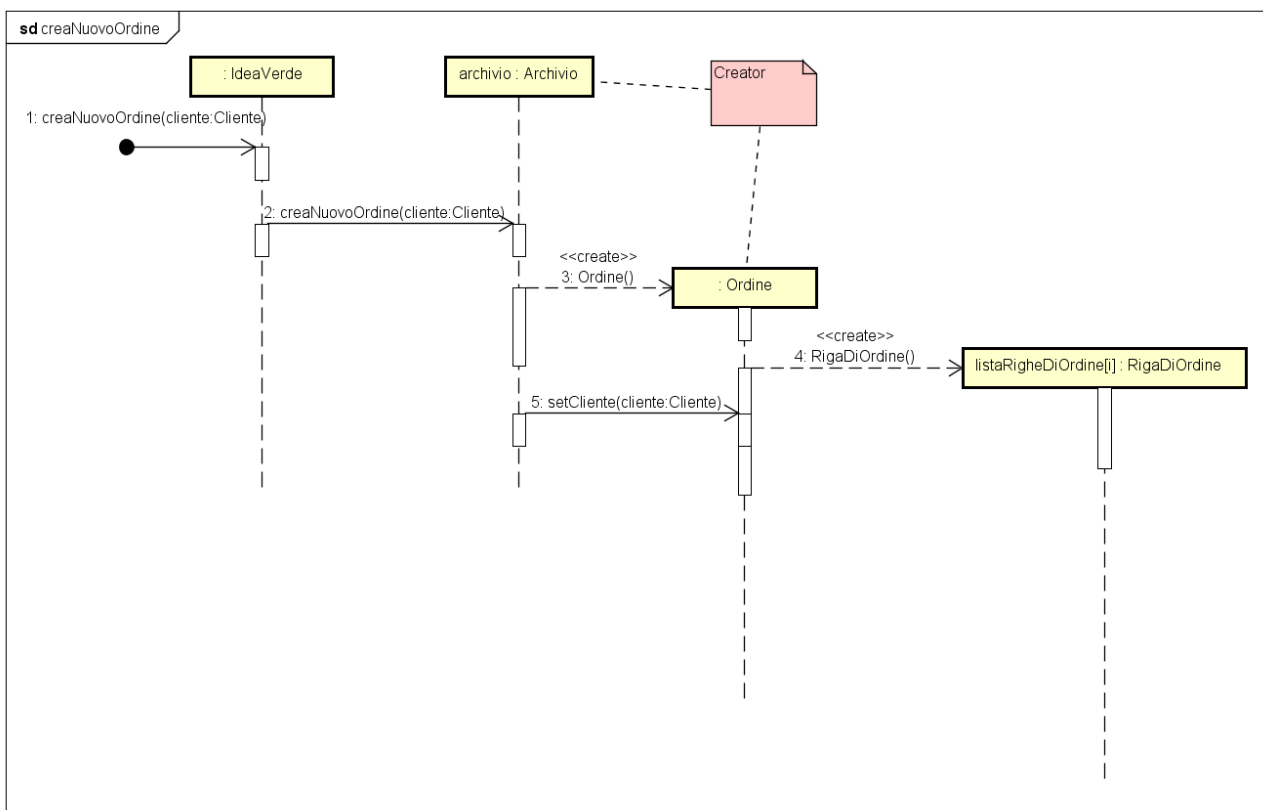 sd creaNuovoOrdine
: IdeaVerde
archivio : Archivio
Creator
1: creaNuovoOrdine(cliente:Cliente)
2: creaNuovoOrdine(cliente:Cliente)
<<create>>
3: Ordine()
: Ordine
<<create>>
4: RigaDiOrdine()
listaRigheDiOrdine[i] : RigaDiOrdine
5: setCliente(cliente:Cliente)